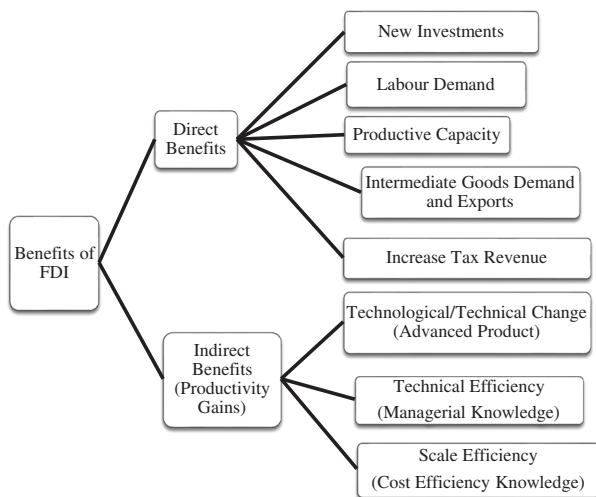 Benefits of
FDI
Direct
Benefits
New Investments
Labour Demand
Productive Capacity
Intermediate Goods Demand
and Exports
Increase Tax Revenue
Indirect
Benefits
(Productivity
Gains)
Technological/Technical Change
(Advanced Product)
Technical Efficiency
(Managerial Knowledge)
Scale Efficiency
(Cost Efficiency Knowledge)